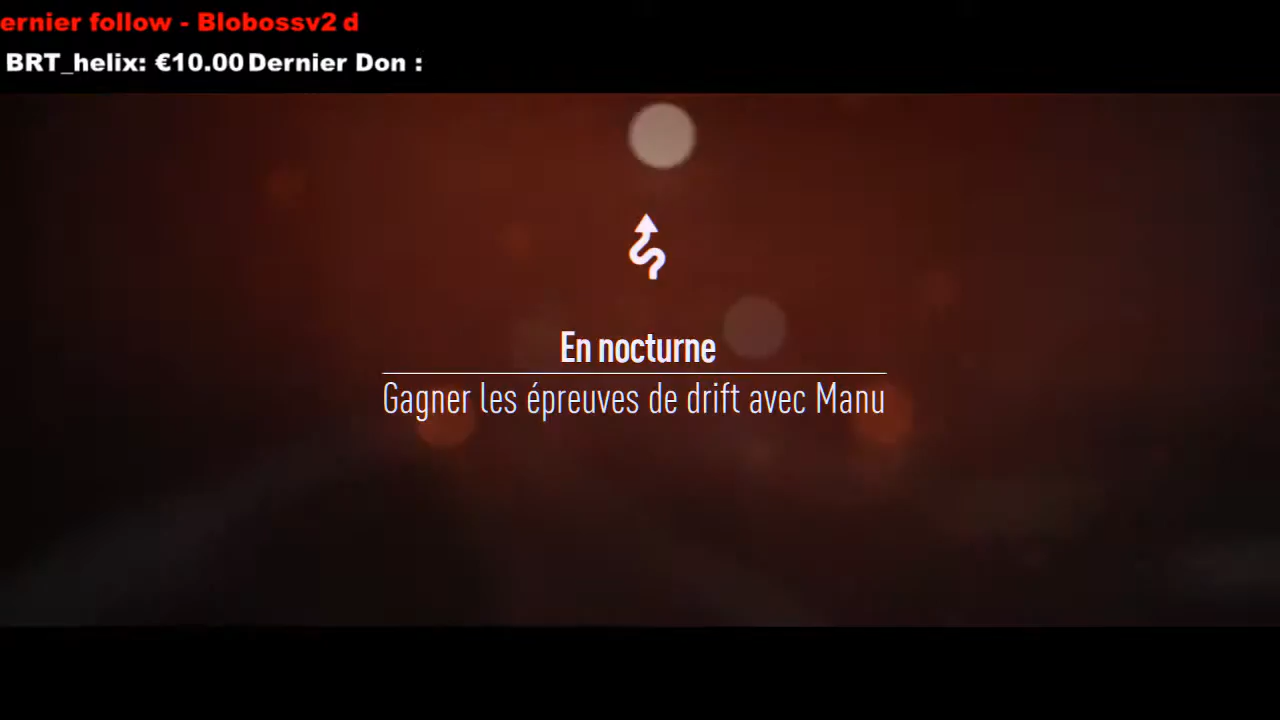 ernier follow - Blobossv2 d
BRT_helix: €10.00 Dernier Don :
En nocturne
Gagner les épreuves de drift avec Manu